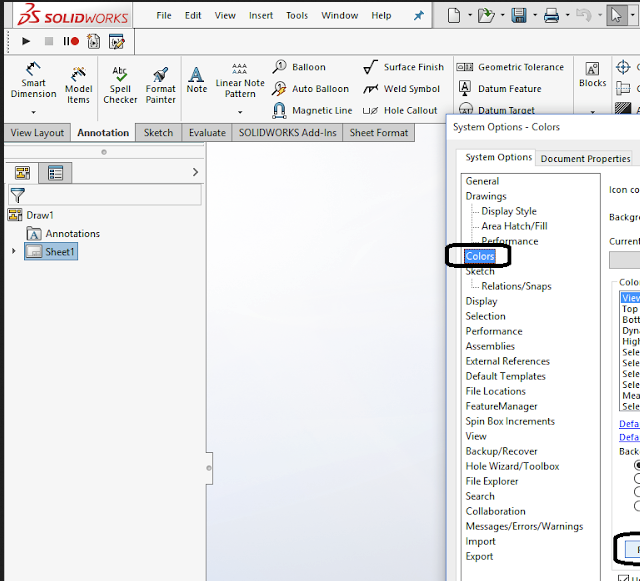 SOLIDWORKS File Edit View Insert Tools Window Help
Smart Dimension
Model Items
Spell Checker
Format Painter
Note
Linear Note Pattern
Balloon
Auto Balloon
Magnetic Line
Surface Finish
Weld Symbol
Hole Callout
Geometric Tolerance
Datum Feature
Datum Target
Blocks
View Layout Annotation Sketch Evaluate SOLIDWORKS Add-Ins Sheet Format
Draw1
Annotations
Sheet1
System Options - Colors
System Options Document Properties
General
Drawings
Display Style
Area Hatch/Fill
Performance
Colors
Sketch
Relations/Snaps
Display
Selection
Performance
Assemblies
External References
Default Templates
File Locations
FeatureManager
Spin Box Increments
View
Backup/Recover
Hole Wizard/Toolbox
File Explorer
Search
Collaboration
Messages/Errors/Warnings
Import
Export
Icon co
Backgr
Current
Colo
View
Top
Bott
Dyna
High
Sele
Sele
Sele
Sele
Mea
Sele
Defa
Defa
Back